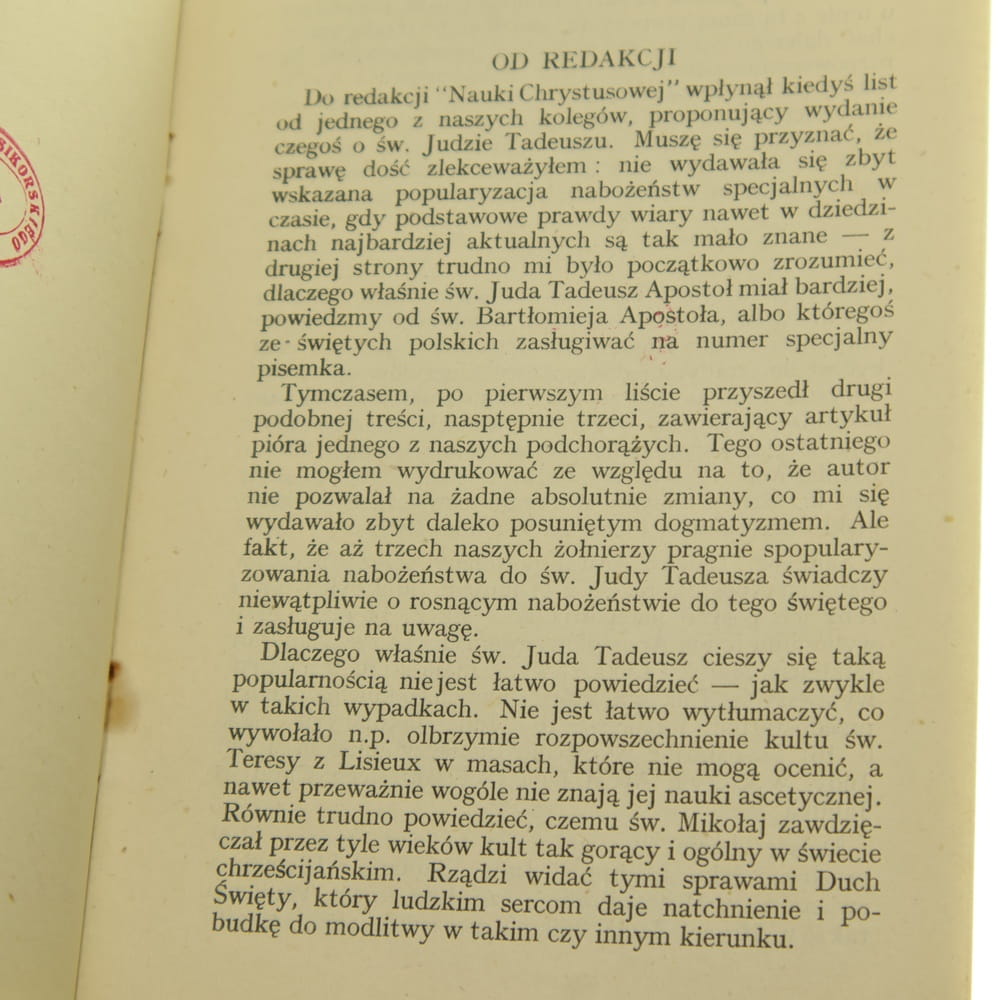 SIKORSKIEGO
OD REDAKCJI
Do redakcji "Nauki Chrystusowej" wpłynął kiedyś list
od jednego z naszych kolegów, proponujący wydanie
czegoś o św. Judzie Tadeuszu. Muszę się przyznać, że
sprawę dość zlekceważyłem : nie wydawała się zbyt
wskazana popularyzacja nabożeństw specjalnych w
czasie, gdy podstawowe prawdy wiary nawet w dziedzi-
nach najbardziej aktualnych są tak mało znane — z
drugiej strony trudno mi było początkowo zrozumieć,
dlaczego właśnie św. Juda Tadeusz Apostoł miał bardziej,
powiedzmy od św. Bartłomieja Apostoła, albo któregoś
ze świętych polskich zasługiwać na numer specjalny
pisemka.
Tymczasem, po pierwszym liście przyszedł drugi
podobnej treści, nasptępnie trzeci, zawierający artykuł
pióra jednego z naszych podchorążych. Tego ostatniego
nie mogłem wydrukować ze względu na to, że autor
nie pozwalał na żadne absolutnie zmiany, co mi się
wydawało zbyt daleko posuniętym dogmatyzmem. Ale
fakt, że aż trzech naszych żołnierzy pragnie spopulary-
zowania nabożeństwa do św. Judy Tadeusza świadczy
niewątpliwie o rosnącym nabożeństwie do tego świętego
i zasługuje na uwagę.
Dlaczego właśnie św. Juda Tadeusz cieszy się taką
popularnością niejest łatwo powiedzieć — jak zwykle
w takich wypadkach. Nie jest łatwo wytłumaczyć, co
wywołało n.p. olbrzymie rozpowszechnienie kultu św.
Teresy z Lisieux w masach, które nie mogą ocenić, a
nawet przeważnie wogóle nie znają jej nauki ascetycznej.
Równie trudno powiedzieć, czemu św. Mikołaj zawdzię-
czał przez tyle wieków kult tak gorący i ogólny w świecie
chrześcijańskim. Rządzi widać tymi sprawami Duch
Święty, który ludzkim sercom daje natchnienie i po-
budkę do modlitwy w takim czy innym kierunku.